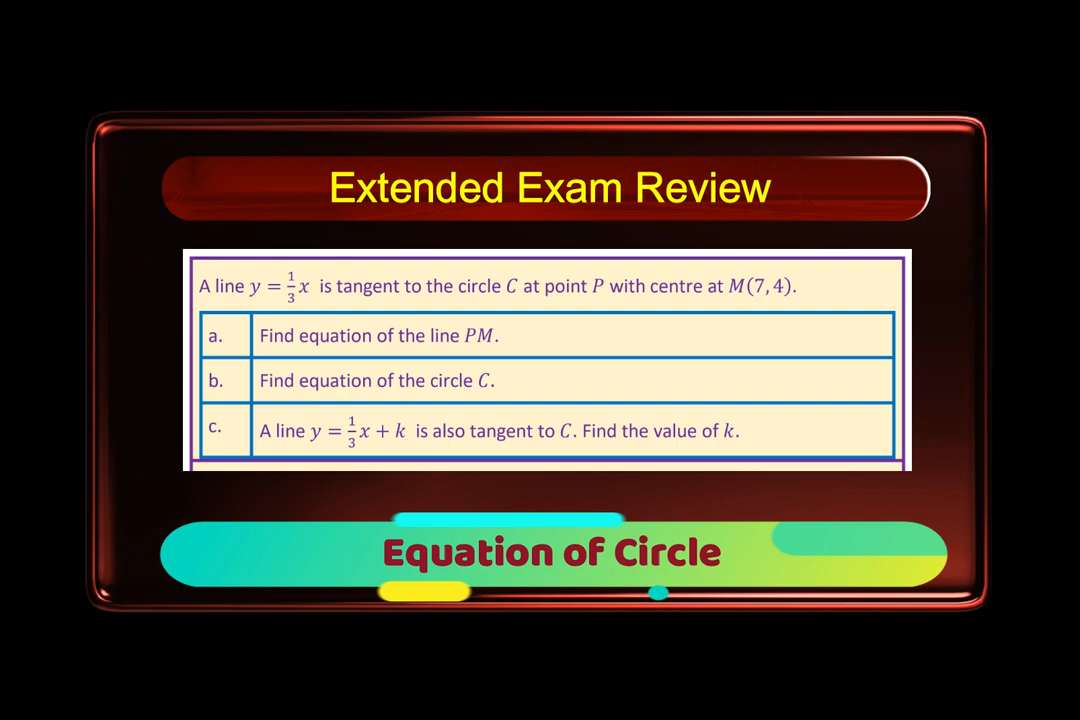 Extended Exam Review
A line y = 1/3 x is tangent to the circle C at point P with centre at M(7, 4).
a. Find equation of the line PM.
b. Find equation of the circle C.
c. A line y = 1/3 x + k is also tangent to C. Find the value of k.
Equation of Circle